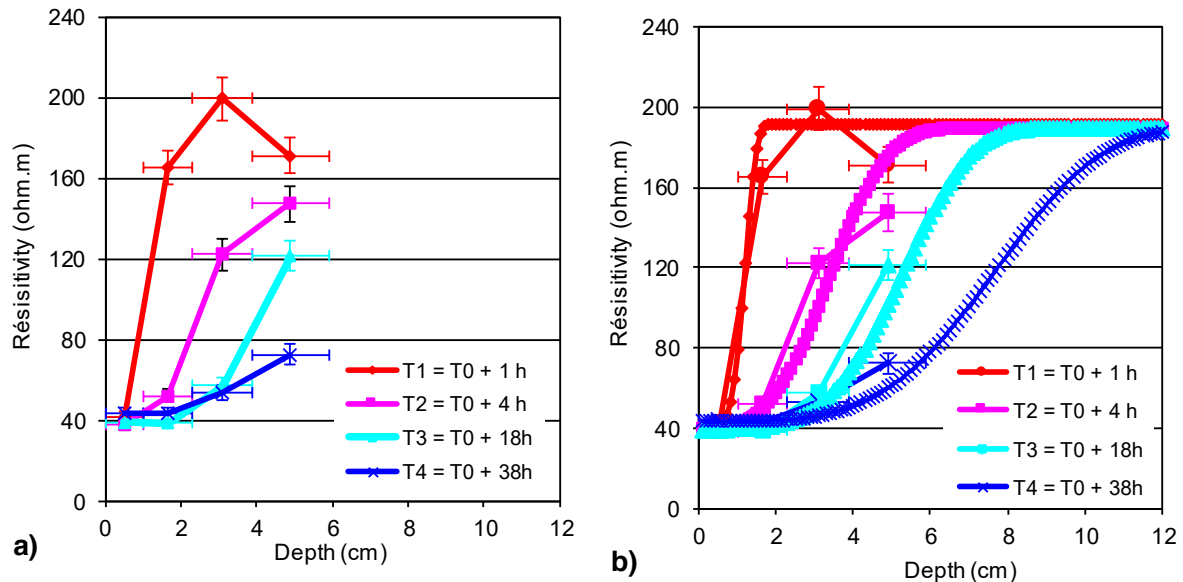 240
200
160
120
80
40
0
Résisitivity (ohm.m)
T1 = T0 + 1 h
T2 = T0 + 4 h
T3 = T0 + 18h
T4 = T0 + 38h
0 2 4 6 8 10 12
Depth (cm)
a)
240
200
160
120
80
40
0
Résisitivity (ohm.m)
T1 = T0 + 1 h
T2 = T0 + 4 h
T3 = T0 + 18h
T4 = T0 + 38h
0 2 4 6 8 10 12
Depth (cm)
b)